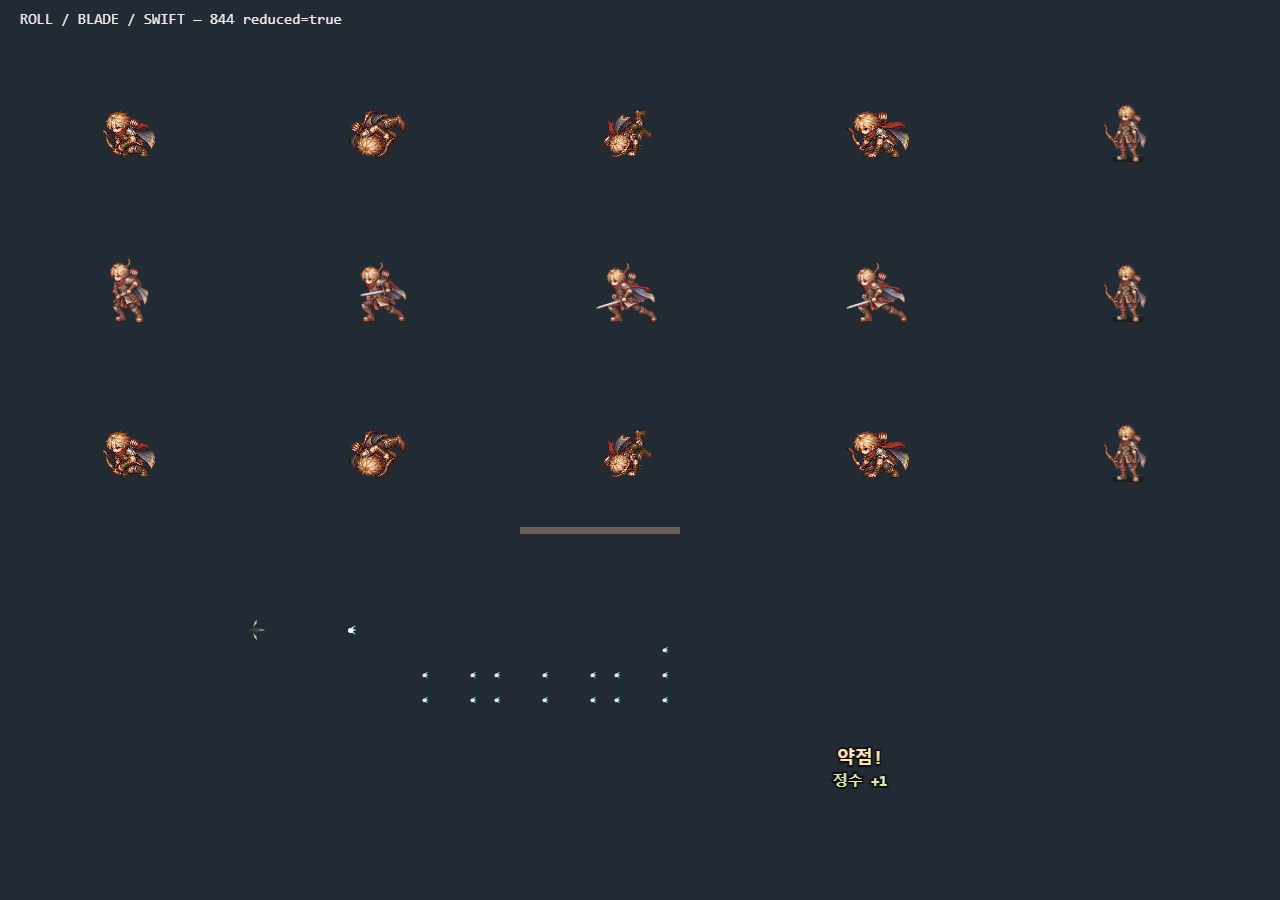 ROLL / BLADE / SWIFT — 844 reduced=true
약점!
정수 +1